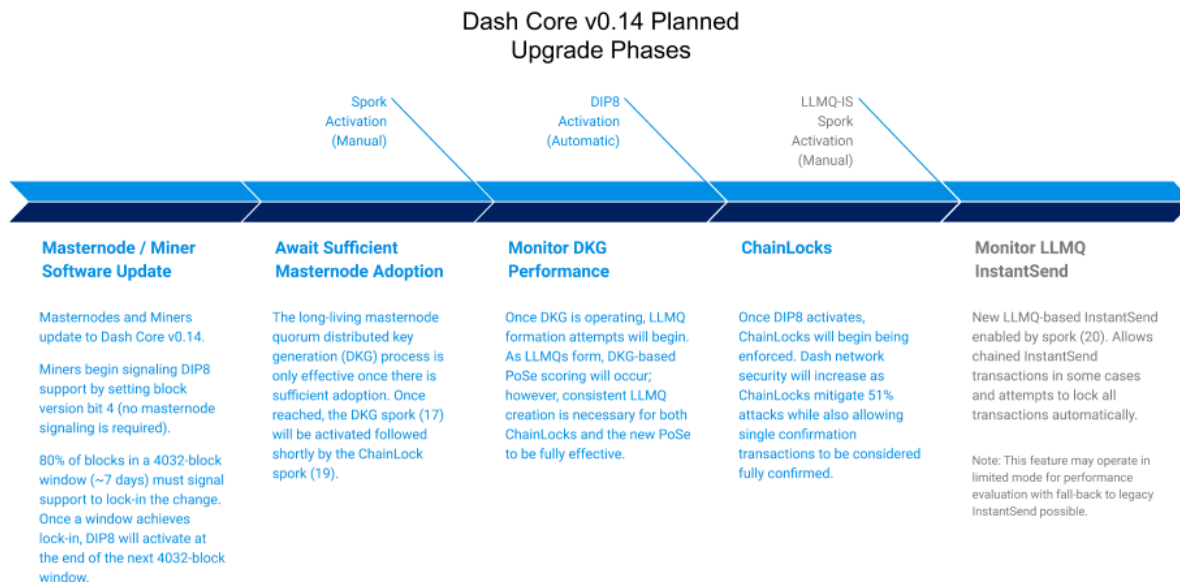 Dash Core v0.14 Planned
Upgrade Phases
Spork
Activation
(Manual)
DIP8
Activation
(Automatic)
LLMQ-IS
Spork
Activation
(Manual)
Masternode / Miner
Software Update
Masternodes and Miners
update to Dash Core v0.14.
Miners begin signaling DIP8
support by setting block
version bit 4 (no masternode
signaling is required).
80% of blocks in a 4032-block
window (~7 days) must signal
support to lock-in the change.
Once a window achieves
lock-in, DIP8 will activate at
the end of the next 4032-block
window.
Await Sufficient
Masternode Adoption
The long-living masternode
quorum distributed key
generation (DKG) process is
only effective once there is
sufficient adoption. Once
reached, the DKG spork (17)
will be activated followed
shortly by the ChainLock
spork (19).
Monitor DKG
Performance
Once DKG is operating, LLMQ
formation attempts will begin.
As LLMQs form, DKG-based
PoSe scoring will occur;
however, consistent LLMQ
creation is necessary for both
ChainLocks and the new PoSe
to be fully effective.
ChainLocks
Once DIP8 activates,
ChainLocks will begin being
enforced. Dash network
security will increase as
ChainLocks mitigate 51%
attacks while also allowing
single confirmation
transactions to be considered
fully confirmed.
Monitor LLMQ
InstantSend
New LLMQ-based InstantSend
enabled by spork (20). Allows
chained InstantSend
transactions in some cases
and attempts to lock all
transactions automatically.
Note: This feature may operate in
limited mode for performance
evaluation with fall-back to legacy
InstantSend possible.